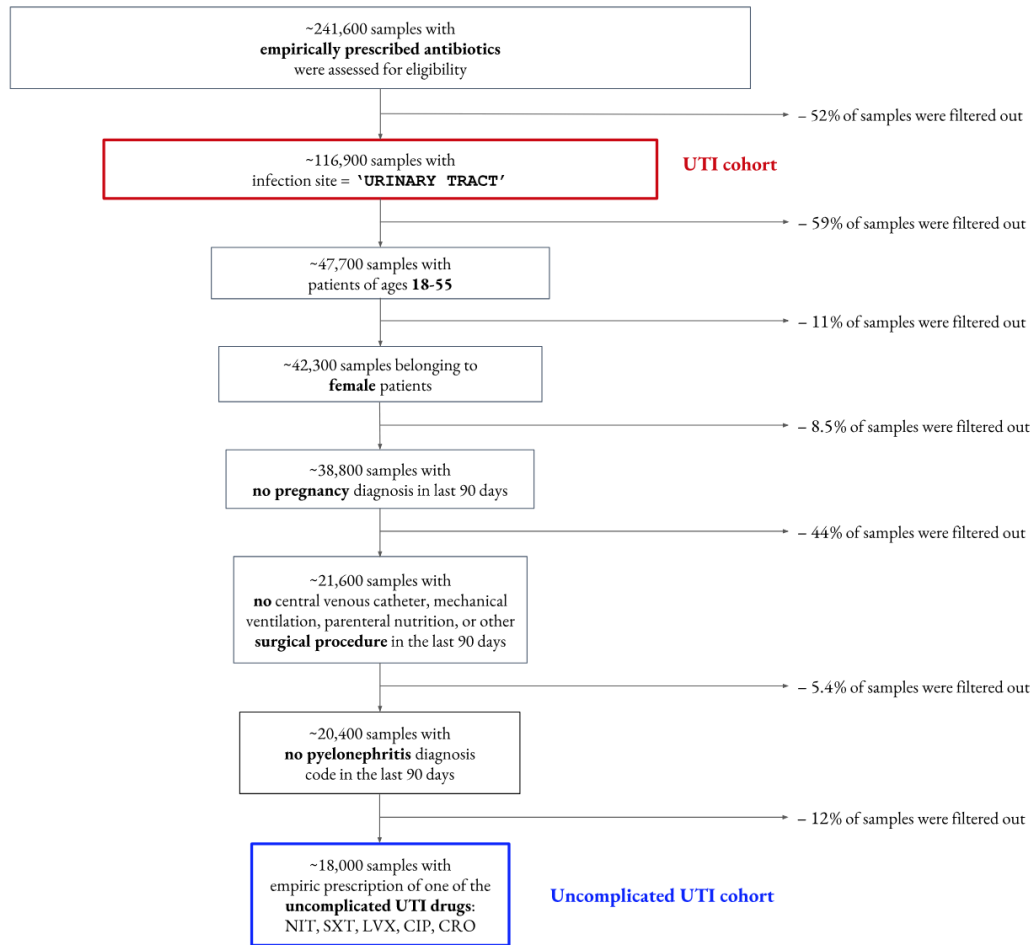 ~241,600 samples with
empirically prescribed antibiotics
were assessed for eligibility
– 52% of samples were filtered out
~116,900 samples with
infection site = ‘URINARY TRACT’
UTI cohort
– 59% of samples were filtered out
~47,700 samples with
patients of ages 18-55
– 11% of samples were filtered out
~42,300 samples belonging to
female patients
– 8.5% of samples were filtered out
~38,800 samples with
no pregnancy diagnosis in last 90 days
– 44% of samples were filtered out
~21,600 samples with
no central venous catheter, mechanical
ventilation, parenteral nutrition, or other
surgical procedure in the last 90 days
– 5.4% of samples were filtered out
~20,400 samples with
no pyelonephritis diagnosis
code in the last 90 days
– 12% of samples were filtered out
~18,000 samples with
empiric prescription of one of the
uncomplicated UTI drugs:
NIT, SXT, LVX, CIP, CRO
Uncomplicated UTI cohort